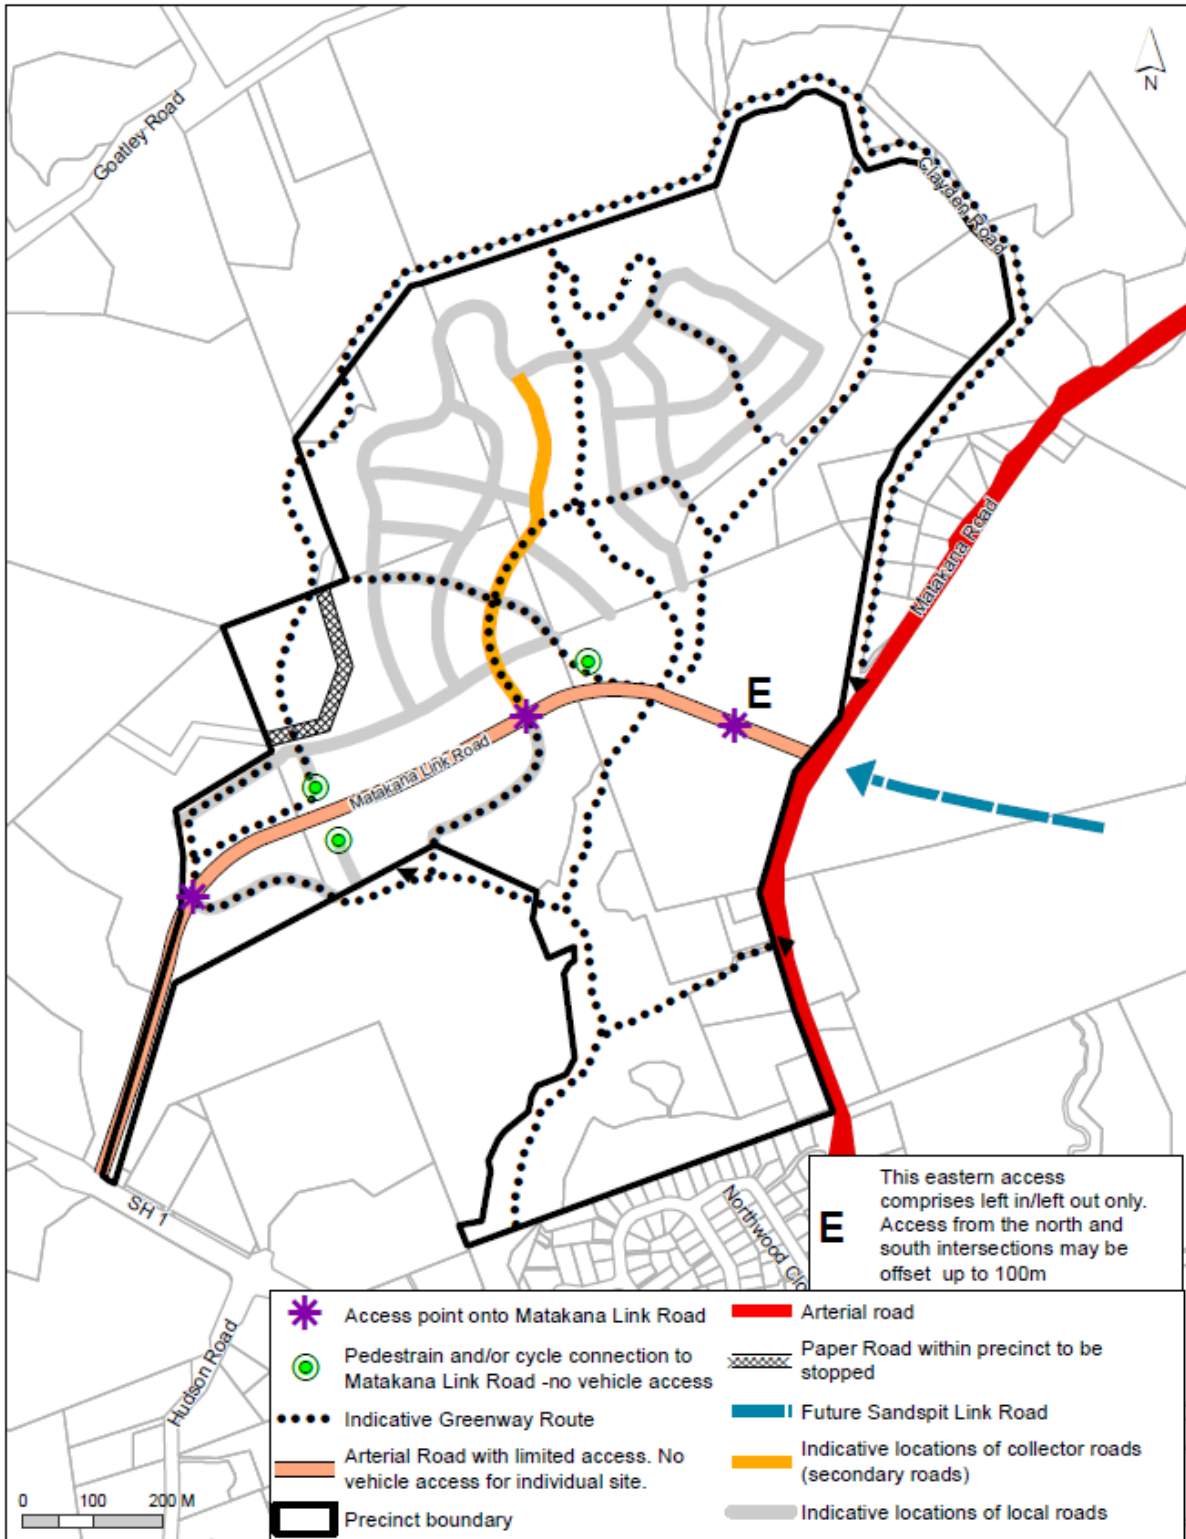 N
Goatley Road
Clayden Road
Matakana Road
E
Matakana Link Road
SH 1
Northwood Clo
Hudson Road
E
This eastern access
comprises left in/left out only.
Access from the north and
south intersections may be
offset up to 100m
Access point onto Matakana Link Road
Pedestrain and/or cycle connection to
Matakana Link Road -no vehicle access
Indicative Greenway Route
Arterial Road with limited access. No
vehicle access for individual site.
Precinct boundary
Arterial road
Paper Road within precinct to be
stopped
Future Sandspit Link Road
Indicative locations of collector roads
(secondary roads)
Indicative locations of local roads
0 100 200 M